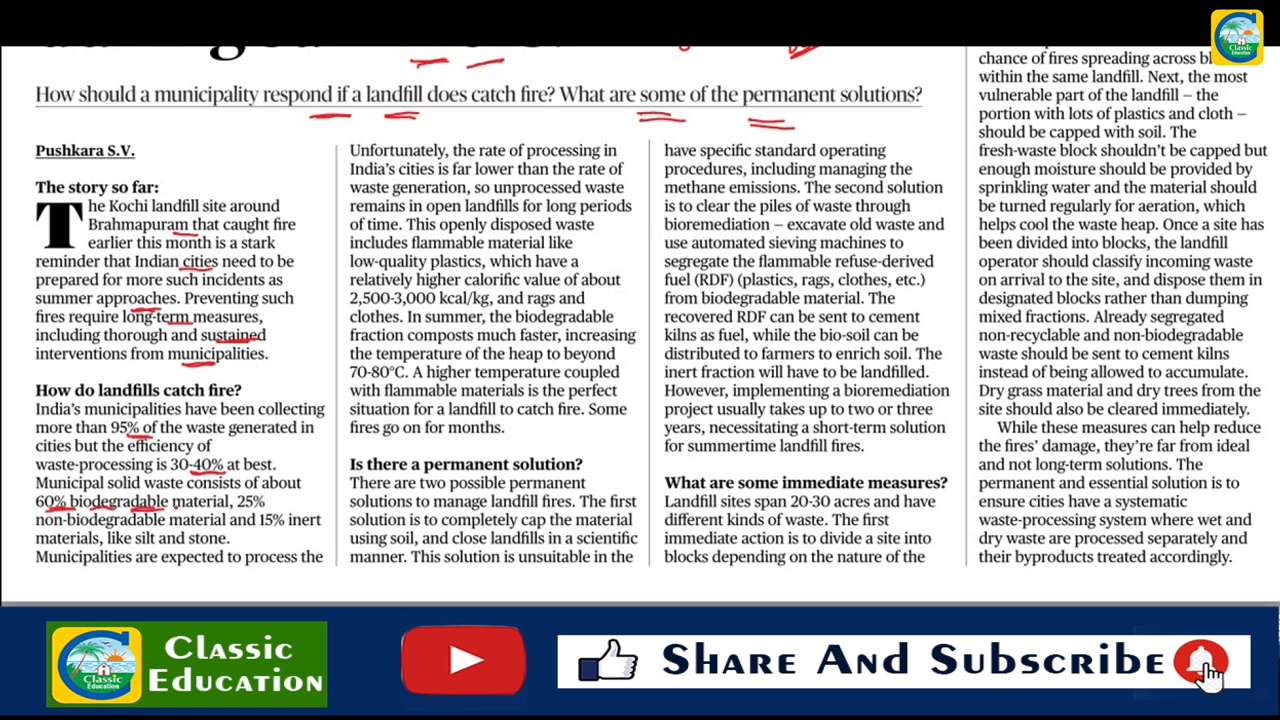 Classic
Education
How should a municipality respond if a landfill does catch fire? What are some of the permanent solutions?
Pushkara S.V.
The story so far:
The Kochi landfill site around
Brahmapuram that caught fire
earlier this month is a stark
reminder that Indian cities need to be
prepared for more such incidents as
summer approaches. Preventing such
fires require long-term measures,
including thorough and sustained
interventions from municipalities.
How do landfills catch fire?
India's municipalities have been collecting
more than 95% of the waste generated in
cities but the efficiency of
waste-processing is 30-40% at best.
Municipal solid waste consists of about
60% biodegradable material, 25%
non-biodegradable material and 15% inert
materials, like silt and stone.
Municipalities are expected to process the
Unfortunately, the rate of processing in
India's cities is far lower than the rate of
waste generation, so unprocessed waste
remains in open landfills for long periods
of time. This openly disposed waste
includes flammable material like
low-quality plastics, which have a
relatively higher calorific value of about
2,500-3,000 kcal/kg, and rags and
clothes. In summer, the biodegradable
fraction composts much faster, increasing
the temperature of the heap to beyond
70-80°C. A higher temperature coupled
with flammable materials is the perfect
situation for a landfill to catch fire. Some
fires go on for months.
Is there a permanent solution?
There are two possible permanent
solutions to manage landfill fires. The first
solution is to completely cap the material
using soil, and close landfills in a scientific
manner. This solution is unsuitable in the
have specific standard operating
procedures, including managing the
methane emissions. The second solution
is to clear the piles of waste through
bioremediation – excavate old waste and
use automated sieving machines to
segregate the flammable refuse-derived
fuel (RDF) (plastics, rags, clothes, etc.)
from biodegradable material. The
recovered RDF can be sent to cement
kilns as fuel, while the bio-soil can be
distributed to farmers to enrich soil. The
inert fraction will have to be landfilled.
However, implementing a bioremediation
project usually takes up to two or three
years, necessitating a short-term solution
for summertime landfill fires.
What are some immediate measures?
Landfill sites span 20-30 acres and have
different kinds of waste. The first
immediate action is to divide a site into
blocks depending on the nature of the
chance of fires spreading across
within the same landfill. Next, the most
vulnerable part of the landfill – the
portion with lots of plastics and cloth –
should be capped with soil. The
fresh-waste block shouldn't be capped but
enough moisture should be provided by
sprinkling water and the material should
be turned regularly for aeration, which
helps cool the waste heap. Once a site has
been divided into blocks, the landfill
operator should classify incoming waste
on arrival to the site, and dispose them in
designated blocks rather than dumping
mixed fractions. Already segregated
non-recyclable and non-biodegradable
waste should be sent to cement kilns
instead of being allowed to accumulate.
Dry grass material and dry trees from the
site should also be cleared immediately.
While these measures can help reduce
the fires' damage, they're far from ideal
and not long-term solutions. The
permanent and essential solution is to
ensure cities have a systematic
waste-processing system where wet and
dry waste are processed separately and
their byproducts treated accordingly.
Classic
Education
Classic
Education
Share And Subscribe